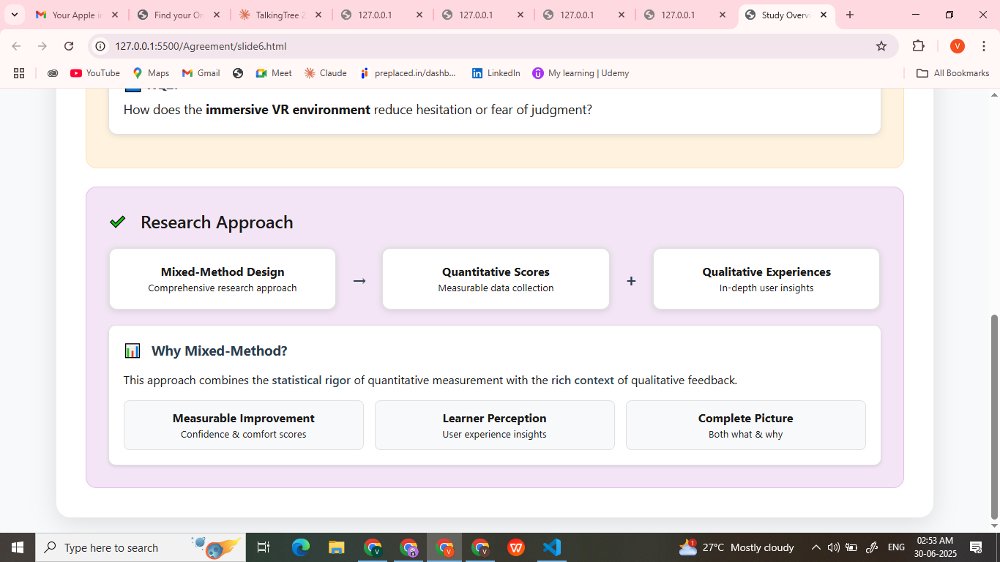 Your Apple in
Find your On
TalkingTree 2
127.0.0.1
127.0.0.1
127.0.0.1
127.0.0.1
Study Overvi
127.0.0.1:5500/Agreement/slide6.html
V
YouTube
Maps
Gmail
Meet
Claude
preplaced.in/dashb...
LinkedIn
My learning | Udemy
All Bookmarks
How does the immersive VR environment reduce hesitation or fear of judgment?
Research Approach
Mixed-Method Design
Comprehensive research approach
→
Quantitative Scores
Measurable data collection
+
Qualitative Experiences
In-depth user insights
Why Mixed-Method?
This approach combines the statistical rigor of quantitative measurement with the rich context of qualitative feedback.
Measurable Improvement
Confidence & comfort scores
Learner Perception
User experience insights
Complete Picture
Both what & why
Type here to search
27°C Mostly cloudy
ENG
02:53 AM
30-06-2025